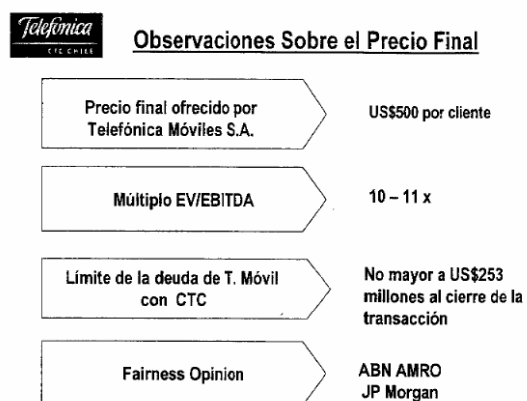 Telefónica
CTC CHILE
Observaciones Sobre el Precio Final
Precio final ofrecido por
Telefónica Móviles S.A.
US$500 por cliente
Múltiplo EV/EBITDA
10 – 11 x
Límite de la deuda de T. Móvil
con CTC
No mayor a US$253
millones al cierre de la
transacción
Fairness Opinion
ABN AMRO
JP Morgan